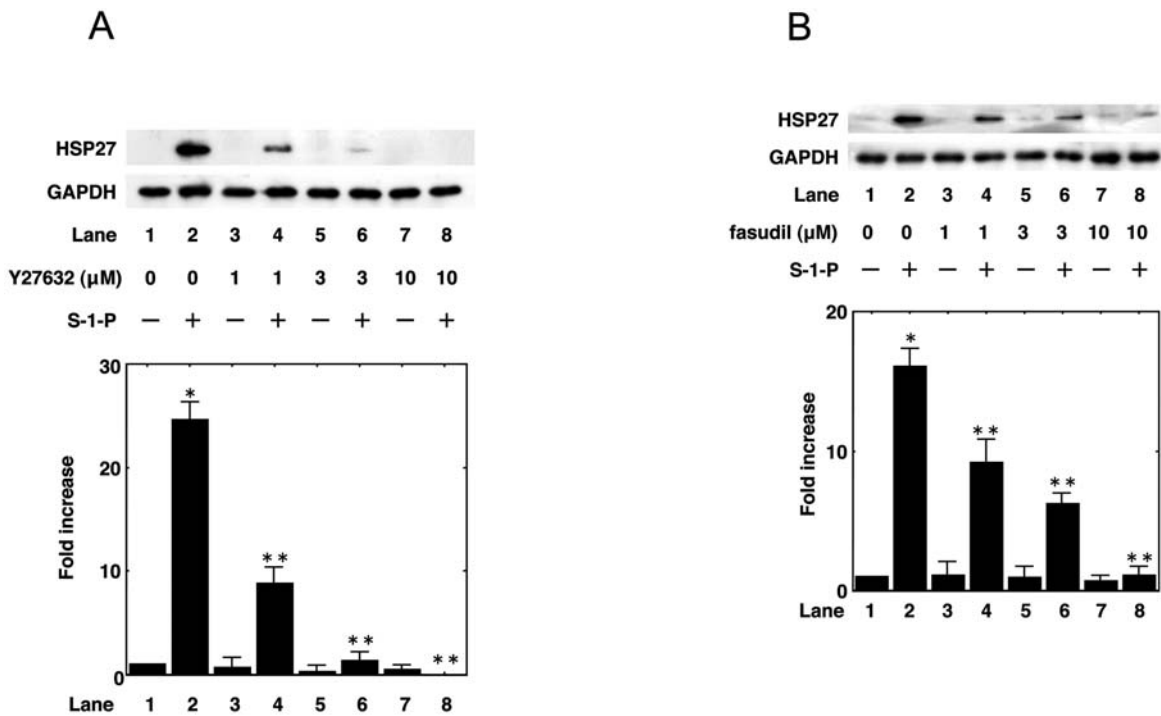 A
HSP27
GAPDH
Lane 1 2 3 4 5 6 7 8
Y27632 (μM) 0 0 1 1 3 3 10 10
S-1-P − + − + − + − +
30
20
10
0
Fold increase
*
**
**
**
Lane 1 2 3 4 5 6 7 8
B
HSP27
GAPDH
Lane 1 2 3 4 5 6 7 8
fasudil (μM) 0 0 1 1 3 3 10 10
S-1-P − + − + − + − +
20
10
0
Fold increase
*
**
**
**
Lane 1 2 3 4 5 6 7 8